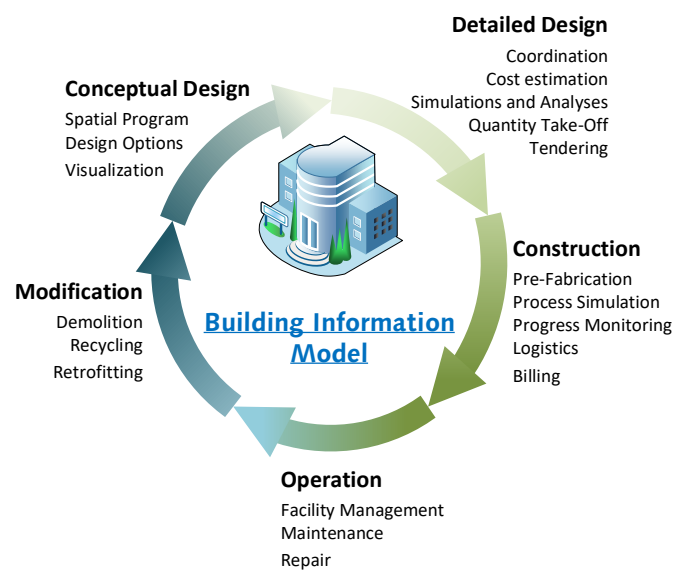 Detailed Design
Coordination
Cost estimation
Simulations and Analyses
Quantity Take-Off
Tendering
Conceptual Design
Spatial Program
Design Options
Visualization
Construction
Pre-Fabrication
Process Simulation
Progress Monitoring
Logistics
Billing
Modification
Demolition
Recycling
Retrofitting
Building Information
Model
Operation
Facility Management
Maintenance
Repair